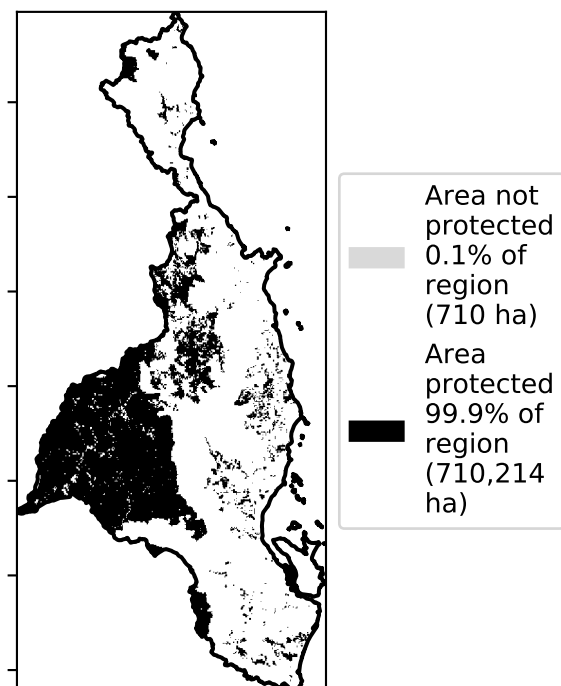 Area not
protected
0.1% of
region
(710 ha)
Area
protected
99.9% of
region
(710,214
ha)